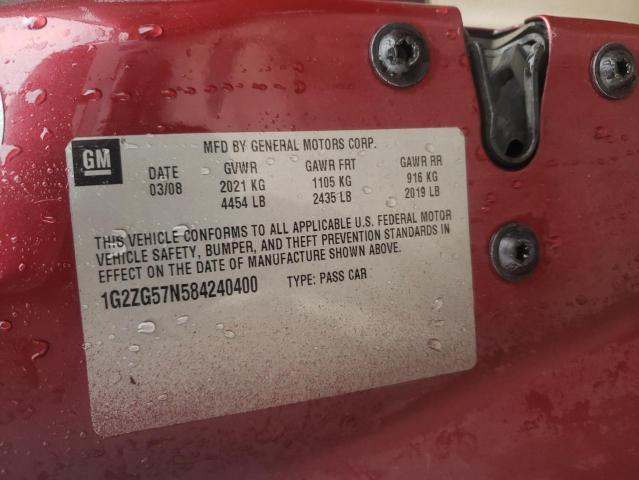 GM
MFD BY GENERAL MOTORS CORP.
DATE GVWR GAWR FRT GAWR RR
03/08 2021 KG 1105 KG 916 KG
4454 LB 2435 LB 2019 LB
THIS VEHICLE CONFORMS TO ALL APPLICABLE U.S. FEDERAL MOTOR
VEHICLE SAFETY, BUMPER, AND THEFT PREVENTION STANDARDS IN
EFFECT ON THE DATE OF MANUFACTURE SHOWN ABOVE.
1G2ZG57N584240400 TYPE: PASS CAR